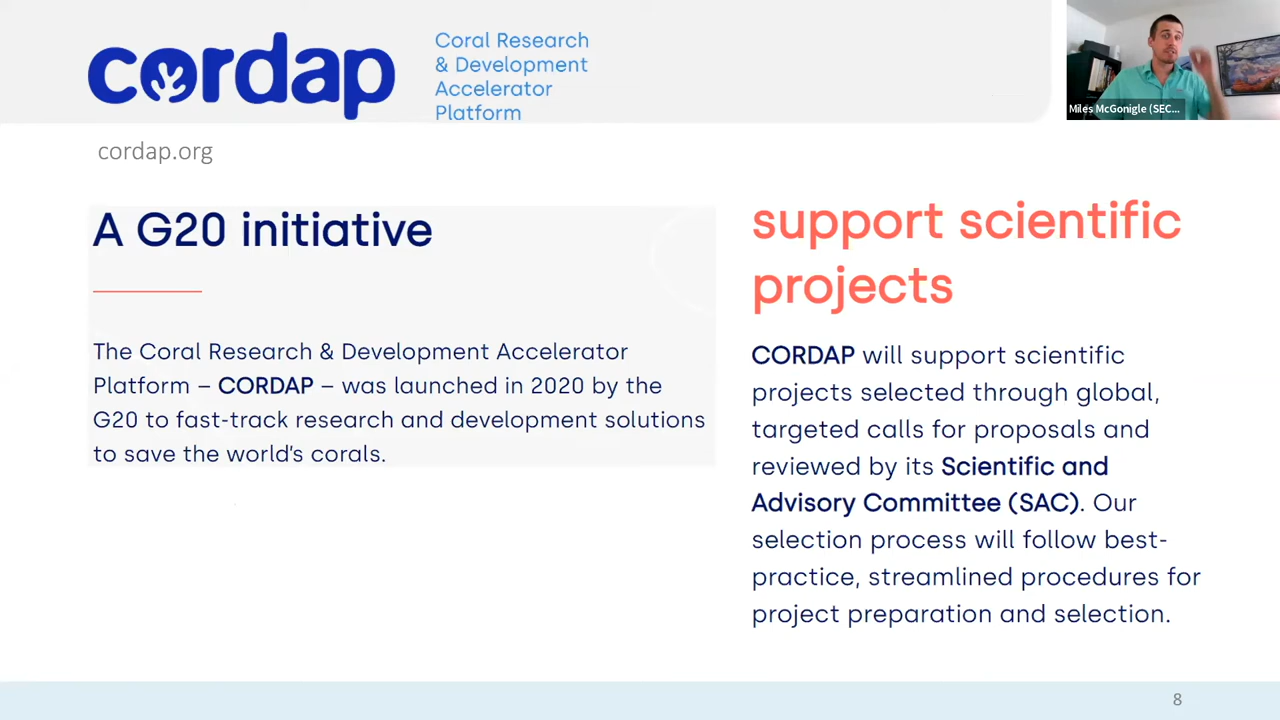 cordap
Coral Research
& Development
Accelerator
Platform
Miles McGonigle (SEC...
cordap.org
A G20 initiative
The Coral Research & Development Accelerator
Platform – CORDAP – was launched in 2020 by the
G20 to fast-track research and development solutions
to save the world's corals.
support scientific
projects
CORDAP will support scientific
projects selected through global,
targeted calls for proposals and
reviewed by its Scientific and
Advisory Committee (SAC). Our
selection process will follow best-
practice, streamlined procedures for
project preparation and selection.
8